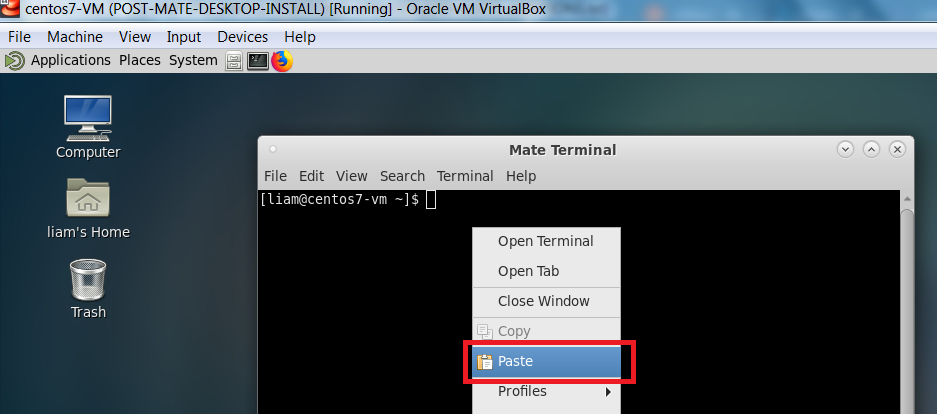 centos7-VM (POST-MATE-DESKTOP-INSTALL) [Running] - Oracle VM VirtualBox
File Machine View Input Devices Help
Applications Places System
Computer
liam's Home
Trash
Mate Terminal
File Edit View Search Terminal Help
[liam@centos7-vm ~]$
Open Terminal
Open Tab
Close Window
Copy
Paste
Profiles